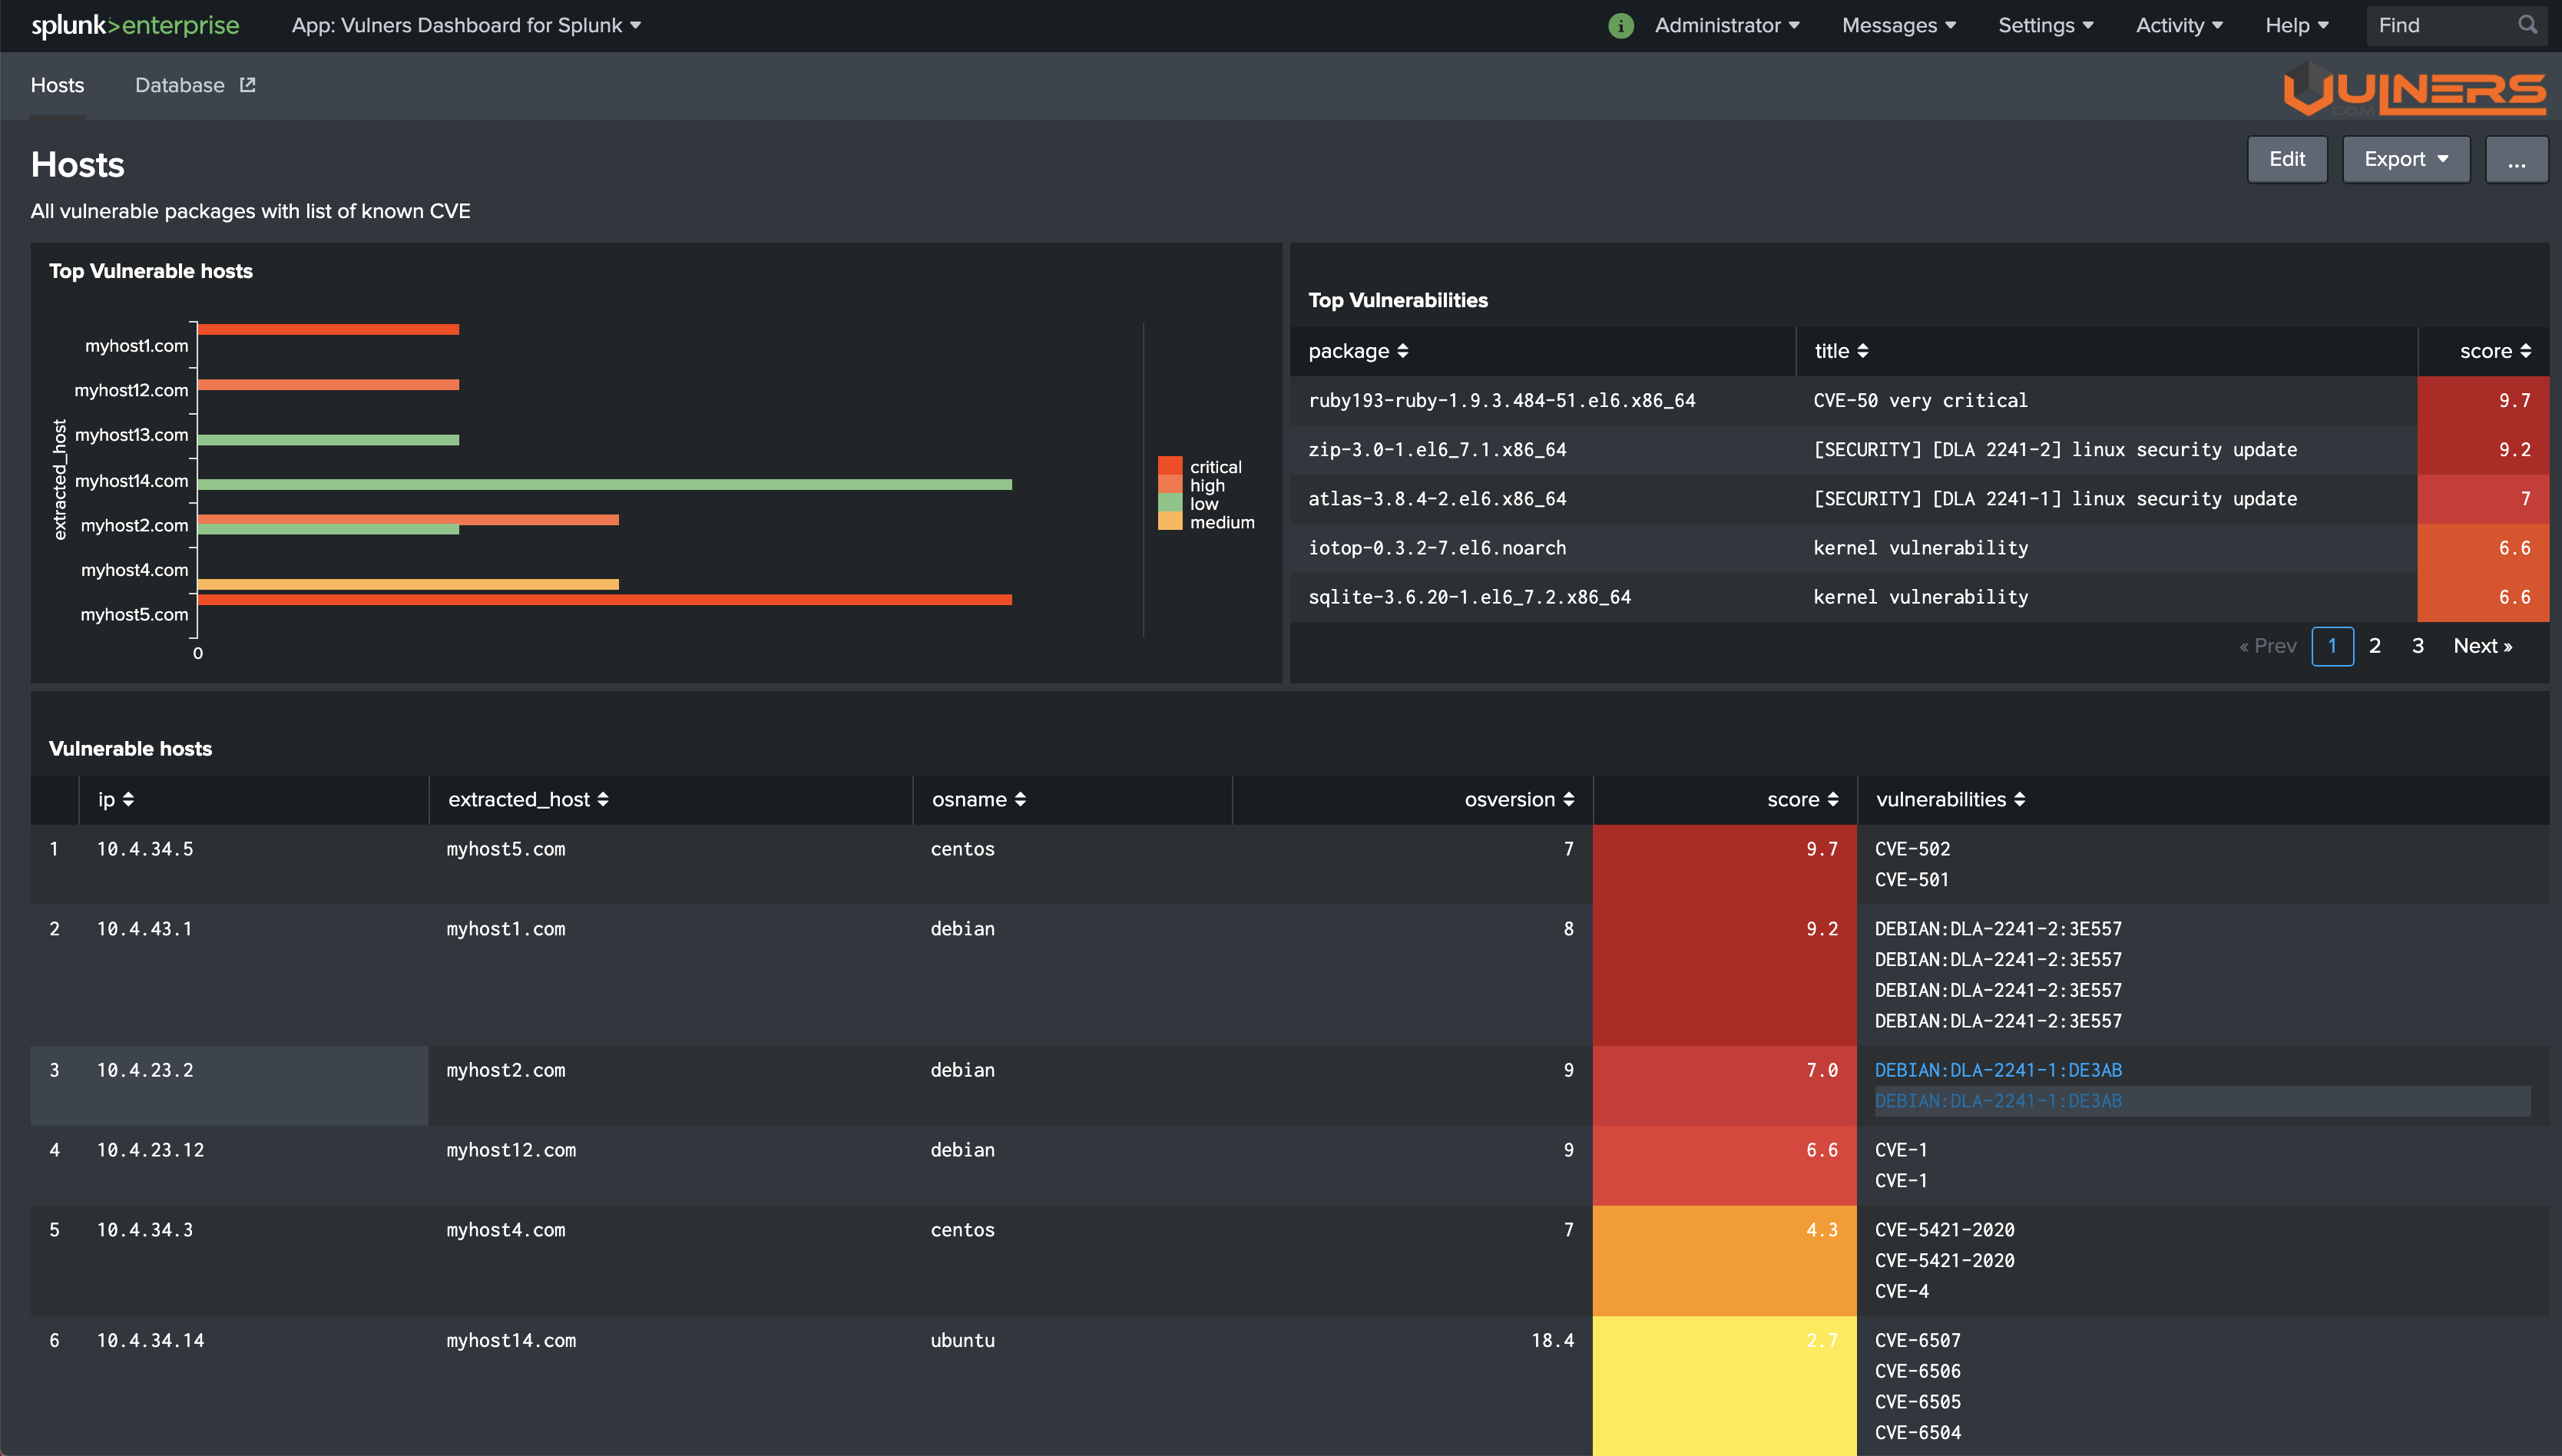 splunk>enterprise App: Vulners Dashboard for Splunk i Administrator Messages Settings Activity Help Find
Hosts Database VULNERS
COM
Hosts Edit Export ...
All vulnerable packages with list of known CVE
Top Vulnerable hosts
extracted_host
myhost1.com
myhost12.com
myhost13.com
myhost14.com
myhost2.com
myhost4.com
myhost5.com
0
critical
high
low
medium
Top Vulnerabilities
package title score
ruby193-ruby-1.9.3.484-51.el6.x86_64 CVE-50 very critical 9.7
zip-3.0-1.el6_7.1.x86_64 [SECURITY] [DLA 2241-2] linux security update 9.2
atlas-3.8.4-2.el6.x86_64 [SECURITY] [DLA 2241-1] linux security update 7
iotop-0.3.2-7.el6.noarch kernel vulnerability 6.6
sqlite-3.6.20-1.el6_7.2.x86_64 kernel vulnerability 6.6
« Prev 1 2 3 Next »
Vulnerable hosts
ip extracted_host osname osversion score vulnerabilities
1 10.4.34.5 myhost5.com centos 7 9.7 CVE-502
CVE-501
2 10.4.43.1 myhost1.com debian 8 9.2 DEBIAN:DLA-2241-2:3E557
DEBIAN:DLA-2241-2:3E557
DEBIAN:DLA-2241-2:3E557
DEBIAN:DLA-2241-2:3E557
3 10.4.23.2 myhost2.com debian 9 7.0 DEBIAN:DLA-2241-1:DE3AB
DEBIAN:DLA-2241-1:DE3AB
4 10.4.23.12 myhost12.com debian 9 6.6 CVE-1
CVE-1
5 10.4.34.3 myhost4.com centos 7 4.3 CVE-5421-2020
CVE-5421-2020
CVE-4
6 10.4.34.14 myhost14.com ubuntu 18.4 2.7 CVE-6507
CVE-6506
CVE-6505
CVE-6504